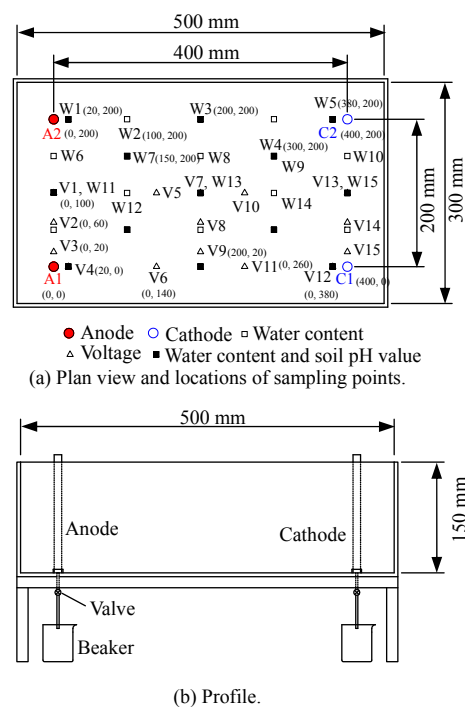 500 mm
400 mm
W1(20, 200) W3(200, 200) W5(380, 200)
A2 (0, 200) W2(100, 200) W4(300, 200) C2 (400, 200)
W6 W7(150, 200) W8 W9 W10
V1, W11 (0, 100) W12 V5 V7, W13 V10 W14 V13, W15
V2(0, 60) V8 V14
V3(0, 20) V9(200, 20) V15
V4(20, 0) V6 (0, 140) V11(0, 260) V12 (0, 380)
A1 (0, 0) C1(400, 0)
200 mm
300 mm
Anode Cathode Water content
Voltage Water content and soil pH value
(a) Plan view and locations of sampling points.
500 mm
Anode Cathode
150 mm
Valve
Beaker
(b) Profile.